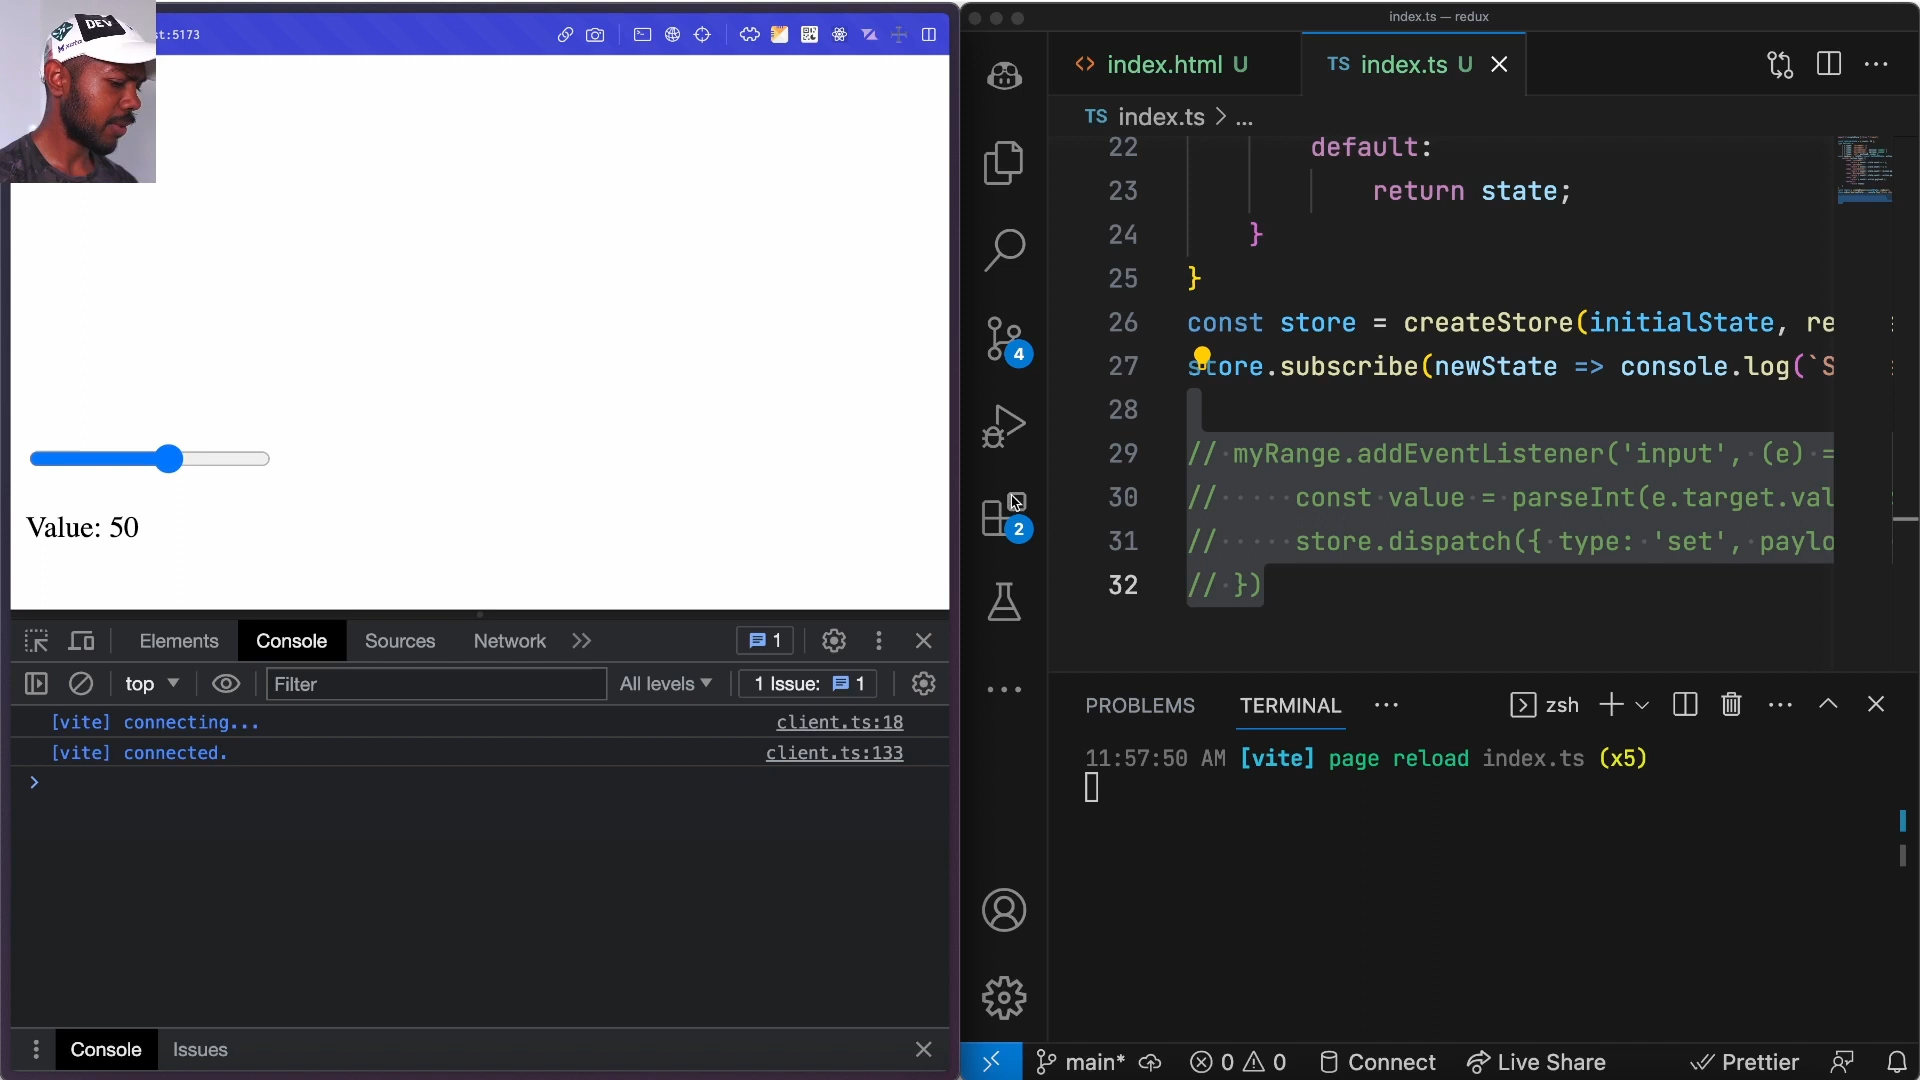 DEV
st:5173
Value: 50
Elements
Console
Sources
Network
1
top
Filter
All levels
1 Issue:
1
[vite] connecting...
client.ts:18
[vite] connected.
client.ts:133
Console
Issues
index.ts — redux
index.html U
TS index.ts U
TS index.ts > ...
22 default:
23 return state;
24 }
25 }
26 const store = createStore(initialState, re
27 store.subscribe(newState => console.log(`S
28
29 // myRange.addEventListener('input', (e) =
30 // const value = parseInt(e.target.val
31 // store.dispatch({ type: 'set', paylo
32 // })
4
2
PROBLEMS
TERMINAL
zsh
11:57:50 AM [vite] page reload index.ts (x5)
main*
0
0
Connect
Live Share
Prettier